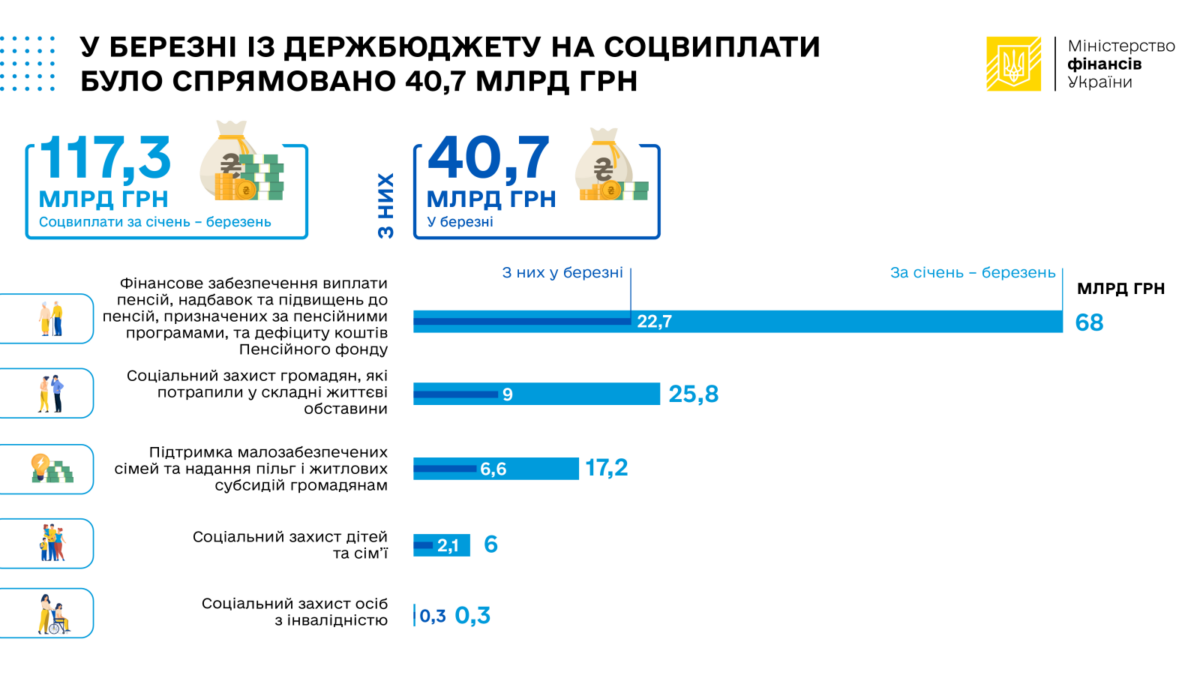 У БЕРЕЗНІ ІЗ ДЕРЖБЮДЖЕТУ НА СОЦВИПЛАТИ
БУЛО СПРЯМОВАНО 40,7 МЛРД ГРН
Міністерство
фінансів
України
117,3
МЛРД ГРН
Соцвиплати за січень – березень
З НИХ
40,7
МЛРД ГРН
У березні
₴
₴
₴
₴
З них у березні
За січень – березень
МЛРД ГРН
Фінансове забезпечення виплати
пенсій, надбавок та підвищень до
пенсій, призначених за пенсійними
програмами, та дефіциту коштів
Пенсійного фонду
22,7
68
Соціальний захист громадян, які
потрапили у складні життєві
обставини
9
25,8
Підтримка малозабезпечених
сімей та надання пільг і житлових
субсидій громадянам
6,6
17,2
Соціальний захист дітей
та сім’ї
2,1
6
Соціальний захист осіб
з інвалідністю
0,3
0,3